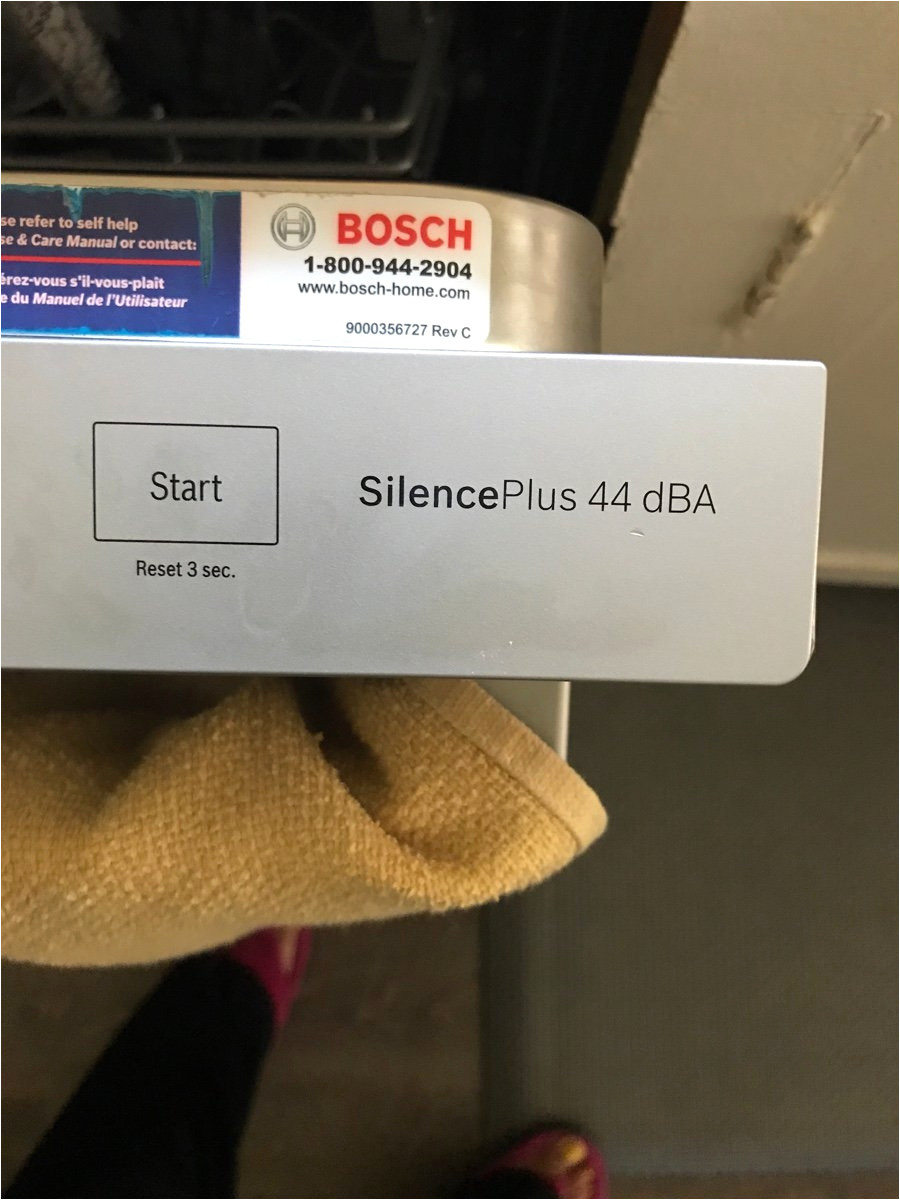 se refer to self help
se & Care Manual or contact:
érez-vous s'il-vous-plaît
e du Manuel de l'Utilisateur
BOSCH
1-800-944-2904
www.bosch-home.com
9000356727 Rev C
Start
Reset 3 sec.
SilencePlus 44 dBA